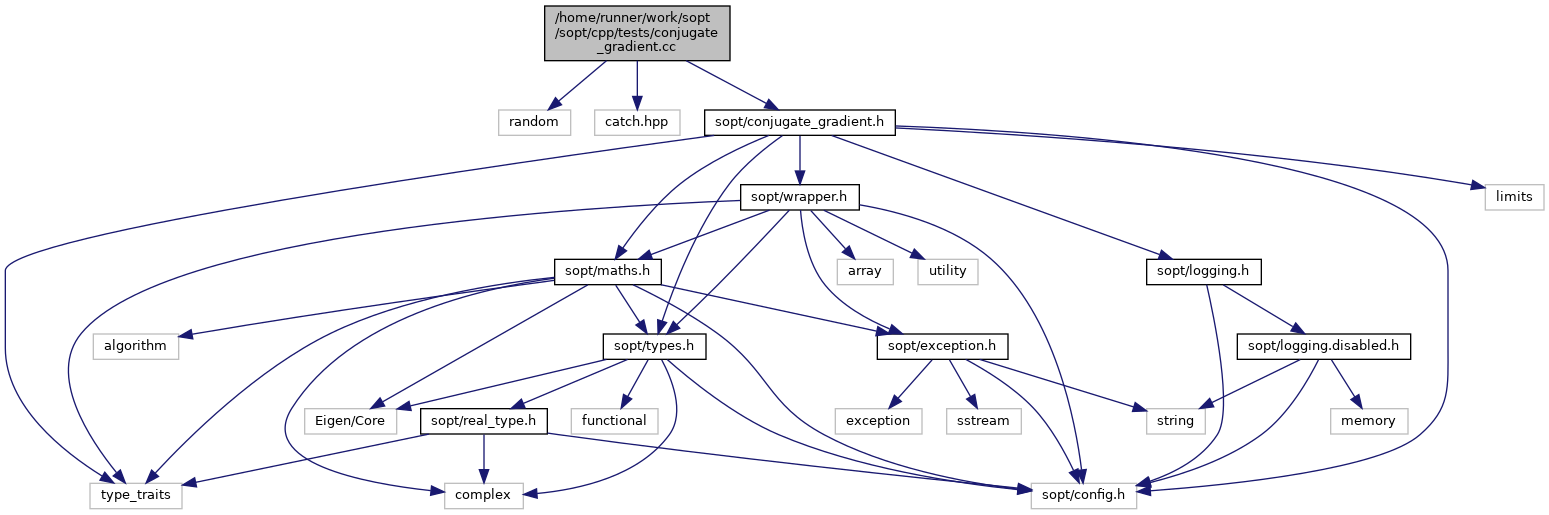 /home/runner/work/sopt
/sopt/cpp/tests/conjugate
_gradient.cc
random
catch.hpp
sopt/conjugate_gradient.h
sopt/wrapper.h
limits
sopt/maths.h
array
utility
sopt/logging.h
algorithm
sopt/types.h
sopt/exception.h
sopt/logging.disabled.h
Eigen/Core
sopt/real_type.h
functional
exception
sstream
string
memory
type_traits
complex
sopt/config.h